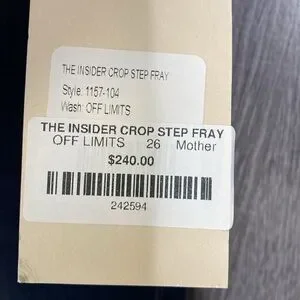 THE INSIDER CROP STEP FRAY
Style: 1157-104
Wash: OFF LIMITS
THE INSIDER CROP STEP FRAY
OFF LIMITS 26 Mother
$240.00
242594